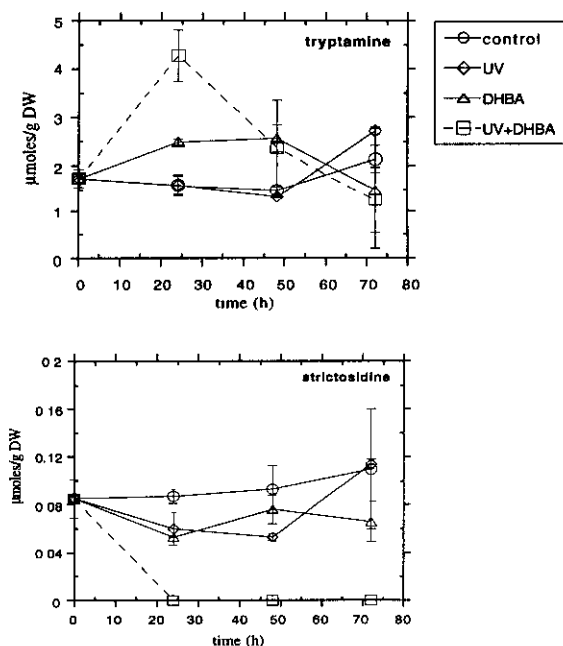 tryptamine
control
UV
DHBA
UV+DHBA
µmoles/g DW
5
4
3
2
1
0
0 10 20 30 40 50 60 70 80
time (h)
strictosidine
µmoles/g DW
0 2
0 16
0.12
0.08
0 04
0
0 10 20 30 40 50 60 70 80
time (h)